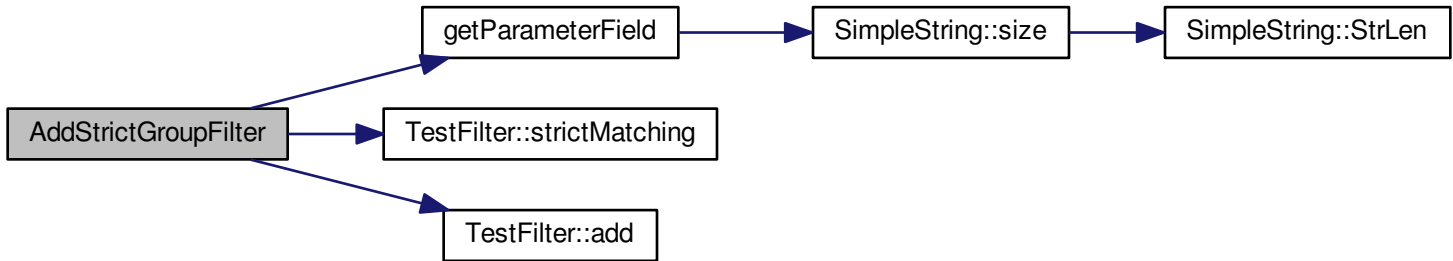 getParameterField
SimpleString::size
SimpleString::StrLen
AddStrictGroupFilter
TestFilter::strictMatching
TestFilter::add